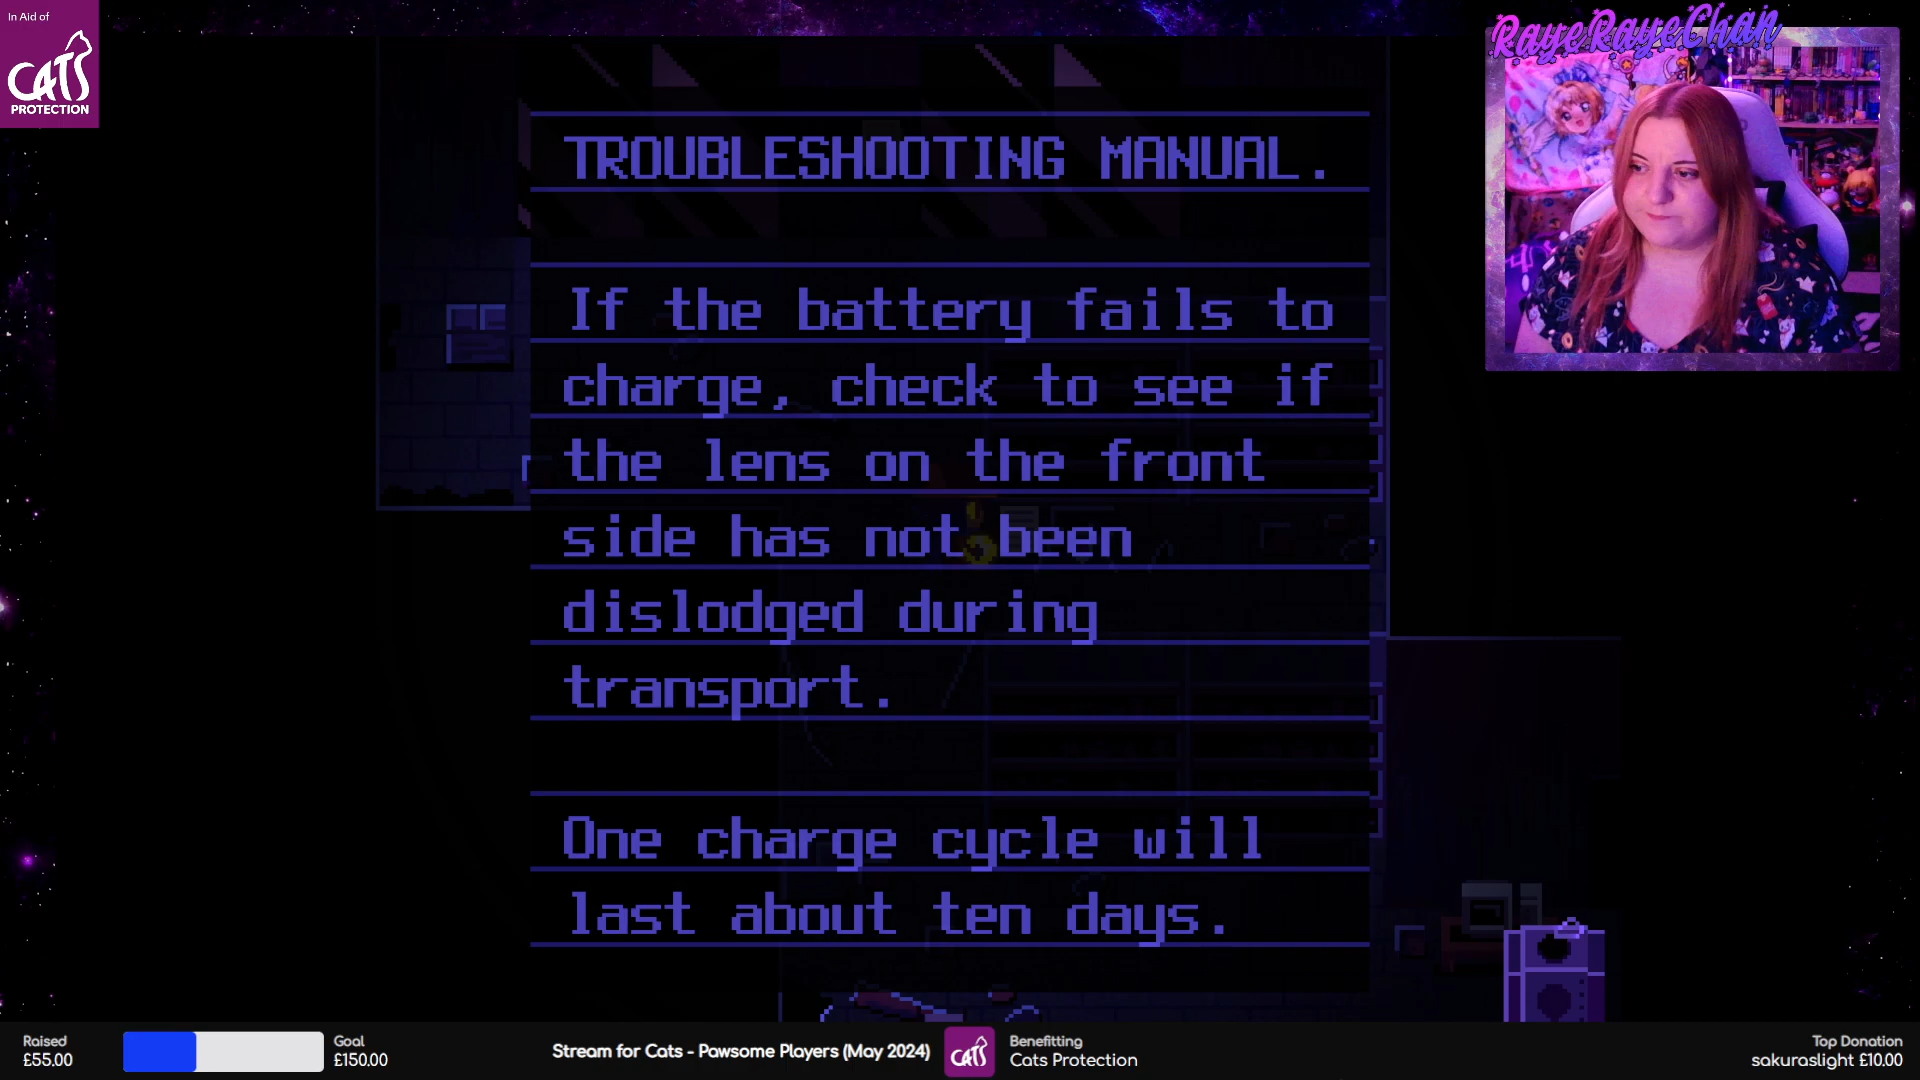 In Aid of
CATS
PROTECTION
RayeRayeChan
TROUBLESHOOTING MANUAL.
If the battery fails to
charge, check to see if
the lens on the front
side has not been
dislodged during
transport.
One charge cycle will
last about ten days.
Raised
£55.00
Goal
£150.00
Stream for Cats - Pawsome Players (May 2024)
CATS
Benefitting
Cats Protection
Top Donation
sakuraslight £10.00